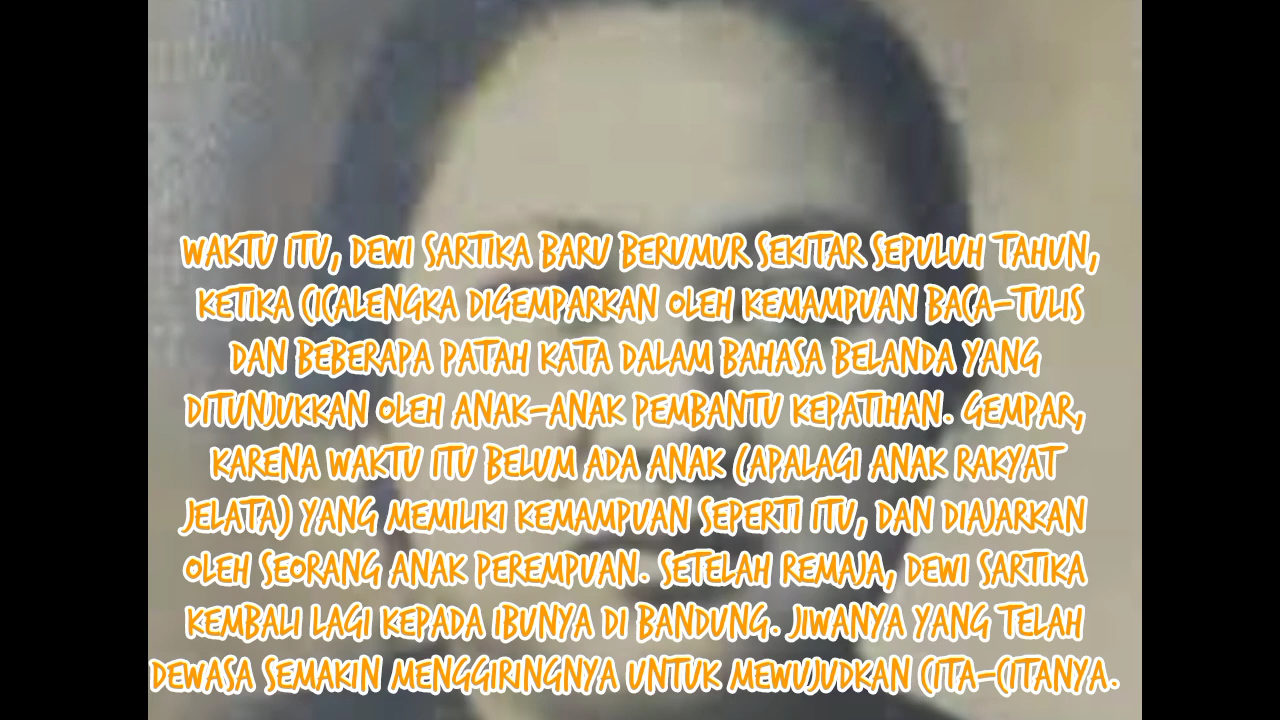 WAKTU ITU, DEWI SARTIKA BARU BERUMUR SEKITAR SEPULUH TAHUN,
KETIKA CICALENGKA DIGEMPARKAN OLEH KEMAMPUAN BACA-TULIS
DAN BEBERAPA PATAH KATA DALAM BAHASA BELANDA YANG
DITUNJUKKAN OLEH ANAK-ANAK PEMBANTU KEPATIHAN. GEMPAR,
KARENA WAKTU ITU BELUM ADA ANAK (APALAGI ANAK RAKYAT
JELATA) YANG MEMILIKI KEMAMPUAN SEPERTI ITU, DAN DIAJARKAN
OLEH SEORANG ANAK PEREMPUAN. SETELAH REMAJA, DEWI SARTIKA
KEMBALI LAGI KEPADA IBUNYA DI BANDUNG. JIWANYA YANG TELAH
DEWASA SEMAKIN MENGGIRINGNYA UNTUK MEWUJUDKAN CITA-CITANYA.